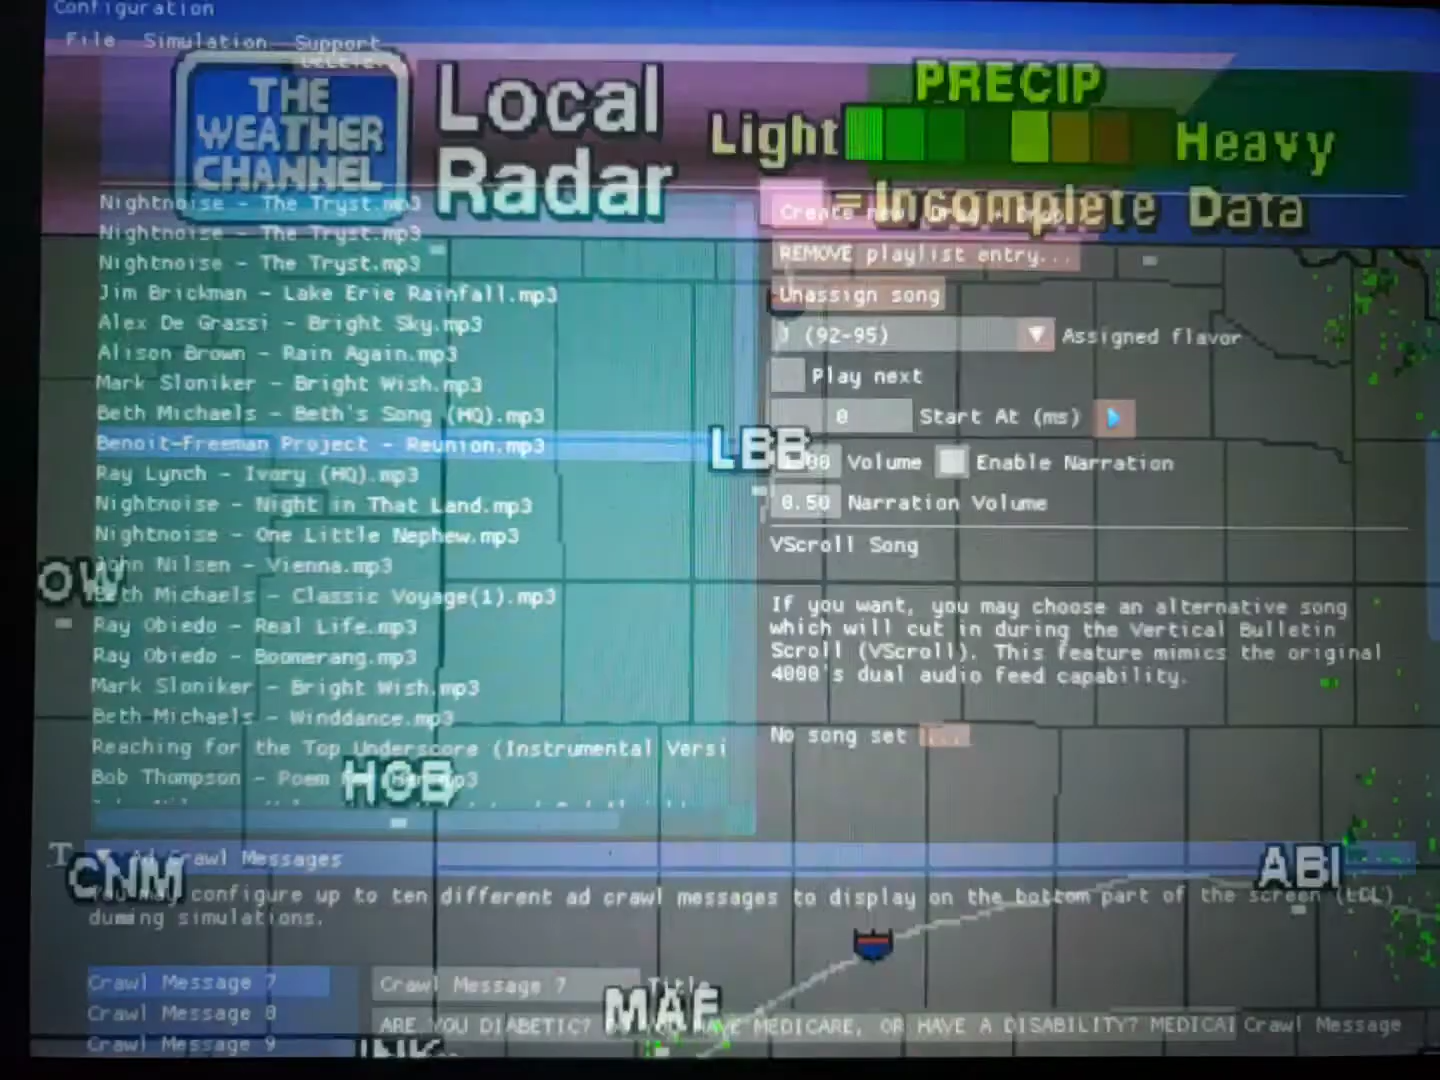 Configuration
File Simulation Support
THE
WEATHER
CHANNEL
Local
Radar
PRECIP
Light
Heavy
= Incomplete Data
Nightnoise - The Tryst.mp3
Nightnoise - The Tryst.mp3
Nightnoise - The Tryst.mp3
Jim Brickman - Lake Erie Rainfall.mp3
Alex De Grassi - Bright Sky.mp3
Alison Brown - Rain Again.mp3
Mark Sloniker - Bright Wish.mp3
Beth Michaels - Beth's Song (HQ).mp3
Benoit-Freeman Project - Reunion.mp3
Ray Lynch - Ivory (HQ).mp3
Nightnoise - Night in That Land.mp3
Nightnoise - One Little Nephew.mp3
John Nilsen - Vienna.mp3
Beth Michaels - Classic Voyage(1).mp3
Ray Obiedo - Real Life.mp3
Ray Obiedo - Boomerang.mp3
Mark Sloniker - Bright Wish.mp3
Beth Michaels - Winddance.mp3
Reaching for the Top Underscore (Instrumental Versi
Bob Thompson - Poem
Create new
REMOVE playlist entry...
Unassign song
J (92-95) Assigned flavor
Play next
0 Start At (ms)
Volume Enable Narration
0.50 Narration Volume
VScroll Song
If you want, you may choose an alternative song
which will cut in during the Vertical Bulletin
Scroll (VScroll). This feature mimics the original
4000's dual audio feed capability.
No song set
LBB
OW
HOB
CNM
ABI
MAF
INK
Ad Crawl Messages
You may configure up to ten different ad crawl messages to display on the bottom part of the screen (LDL)
during simulations.
Crawl Message 7
Crawl Message 8
Crawl Message 9
Crawl Message 7 Title
ARE YOU DIABETIC? HAVE MEDICARE, OR HAVE A DISABILITY? MEDICAI Crawl Message